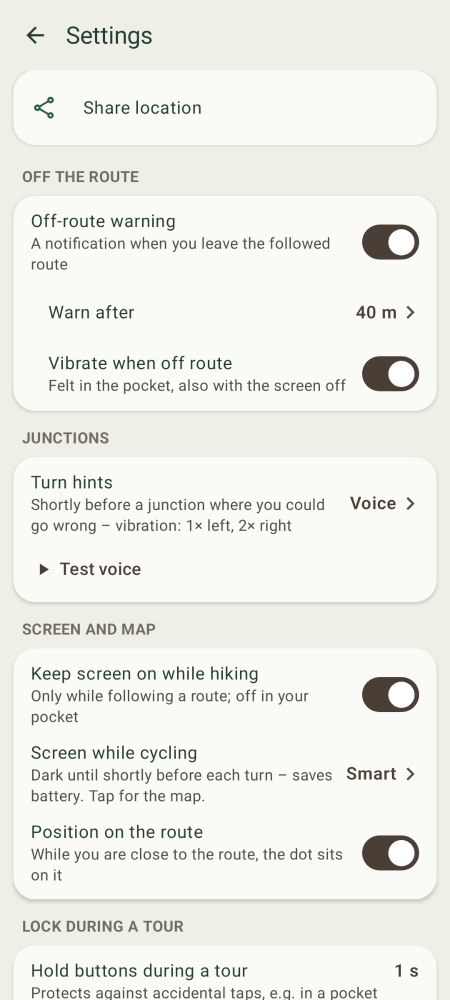 Settings
Share location
OFF THE ROUTE
Off-route warning
A notification when you leave the followed
route
Warn after
40 m
Vibrate when off route
Felt in the pocket, also with the screen off
JUNCTIONS
Turn hints
Shortly before a junction where you could
go wrong – vibration: 1× left, 2× right
Voice
Test voice
SCREEN AND MAP
Keep screen on while hiking
Only while following a route; off in your
pocket
Screen while cycling
Dark until shortly before each turn – saves
battery. Tap for the map.
Smart
Position on the route
While you are close to the route, the dot sits
on it
LOCK DURING A TOUR
Hold buttons during a tour
1 s
Protects against accidental taps, e.g. in a pocket